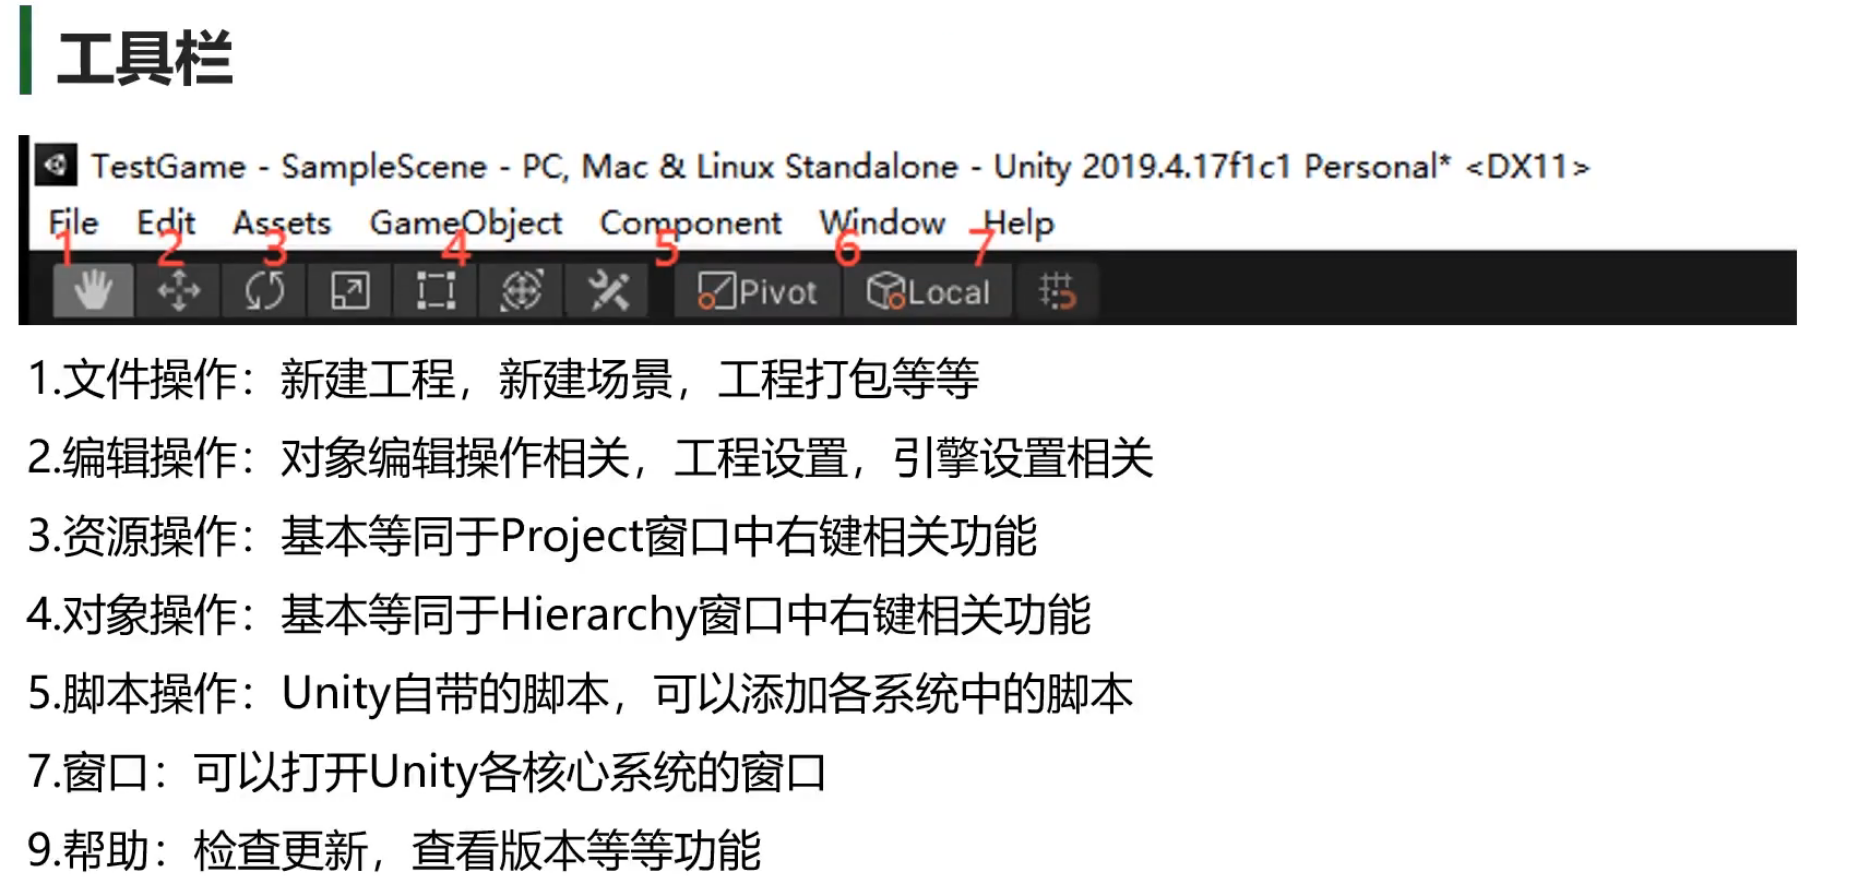 工具栏
TestGame - SampleScene - PC, Mac & Linux Standalone - Unity 2019.4.17f1c1 Personal* <DX11>
File Edit Assets GameObject Component Window Help
1 2 3 4 5 6 7
Pivot Local
1.文件操作：新建工程，新建场景，工程打包等等
2.编辑操作：对象编辑操作相关，工程设置，引擎设置相关
3.资源操作：基本等同于Project窗口中右键相关功能
4.对象操作：基本等同于Hierarchy窗口中右键相关功能
5.脚本操作：Unity自带的脚本，可以添加各系统中的脚本
7.窗口：可以打开Unity各核心系统的窗口
9.帮助：检查更新，查看版本等等功能